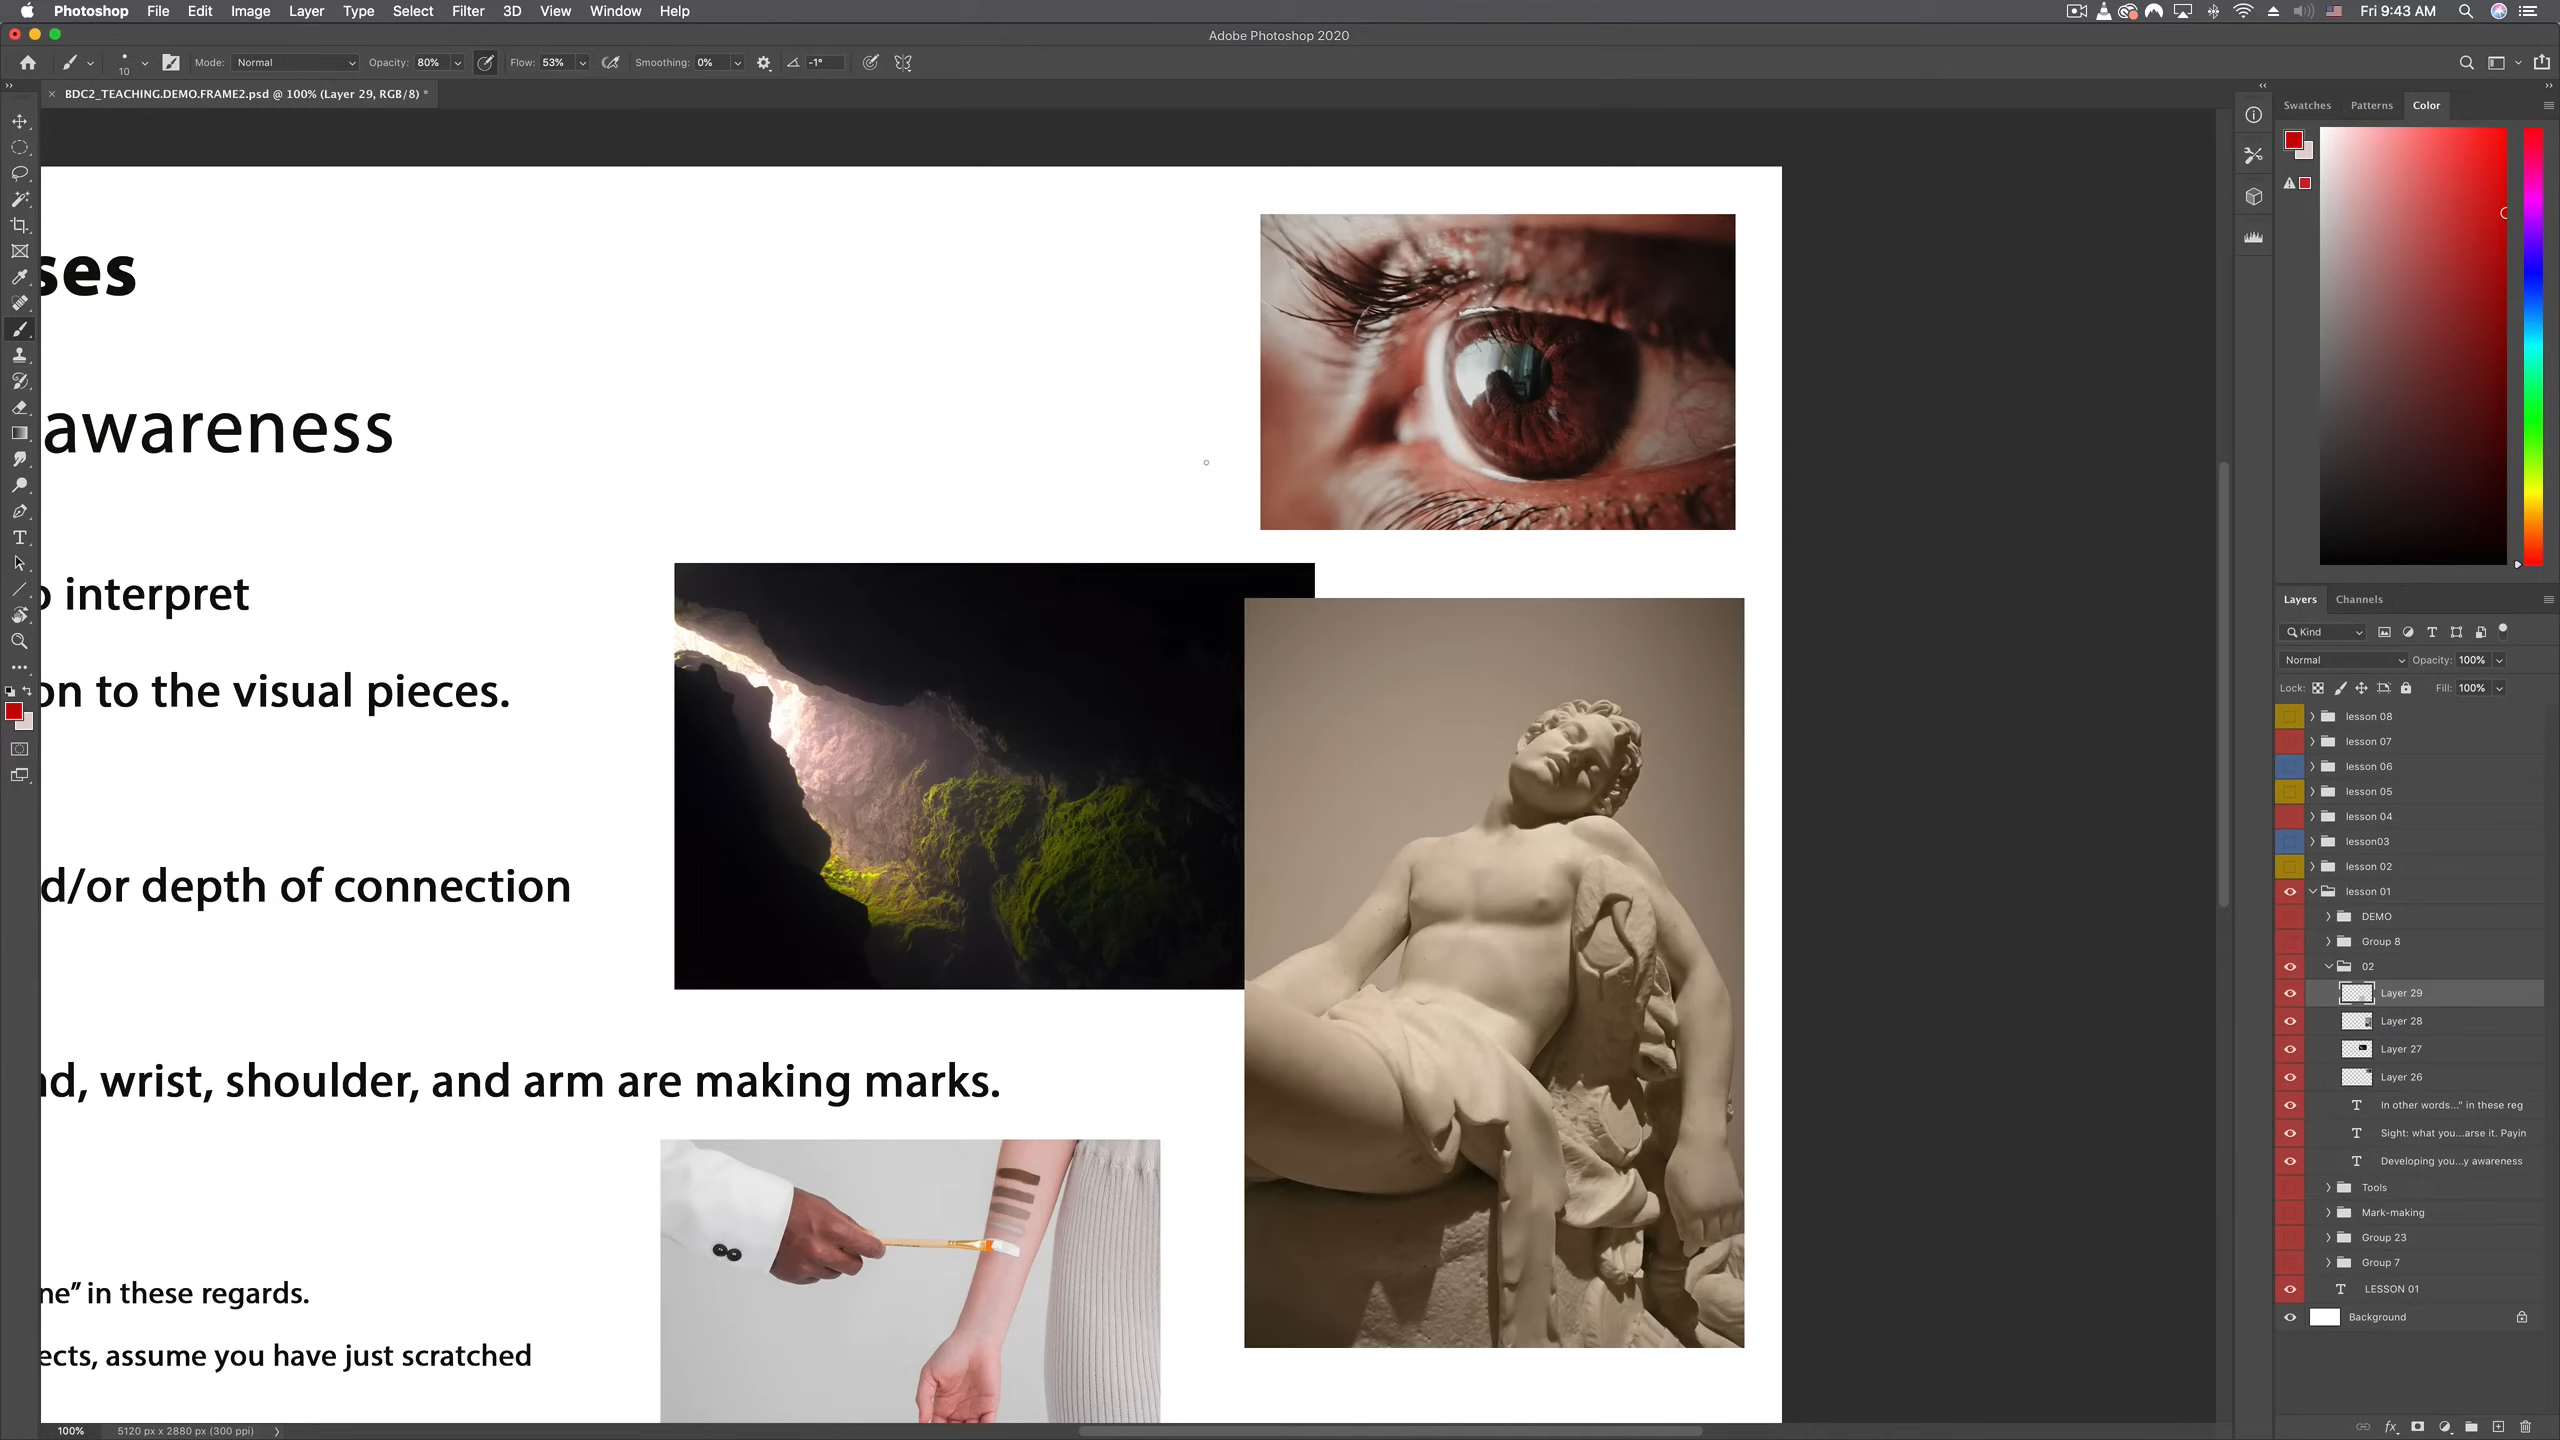 Photoshop File Edit Image Layer Type Select Filter 3D View Window Help Fri 9:43 AM
Adobe Photoshop 2020
10 Mode: Normal Opacity: 80% Flow: 53% Smoothing: 0% -1°
BDC2_TEACHING.DEMO.FRAME2.psd @ 100% (Layer 29, RGB/8) *
Swatches Patterns Color
ses
awareness
o interpret
on to the visual pieces.
d/or depth of connection
nd, wrist, shoulder, and arm are making marks.
ne” in these regards.
ects, assume you have just scratched
Layers Channels
Kind
Normal Opacity: 100%
Lock: Fill: 100%
lesson 08
lesson 07
lesson 06
lesson 05
lesson 04
lesson03
lesson 02
lesson 01
DEMO
Group 8
02
Layer 29
Layer 28
Layer 27
Layer 26
T In other words...” in these reg
T Sight: what you...arse it. Payin
T Developing you...y awareness
Tools
Mark-making
Group 23
Group 7
T LESSON 01
Background
100% 5120 px x 2880 px (300 ppi)
fx